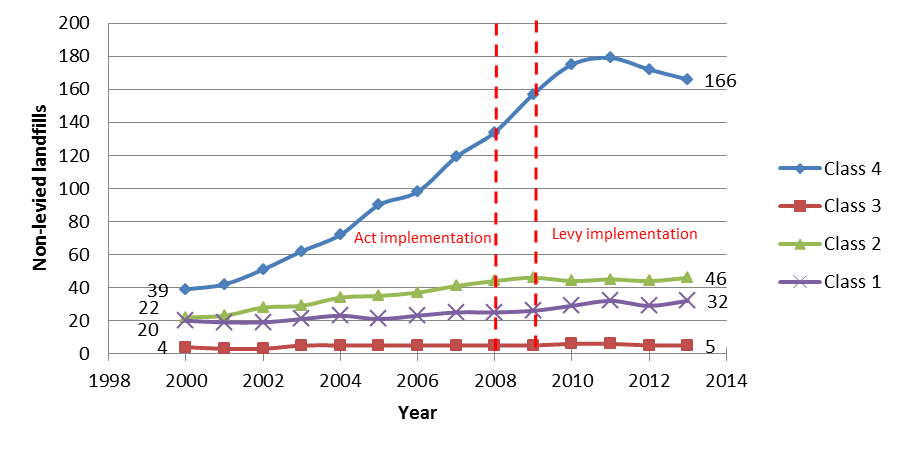 200
180
160
140
120
100
80
60
40
20
0
Non-levied landfills
39
22
20
4
166
46
32
5
Act implementation
Levy implementation
1998 2000 2002 2004 2006 2008 2010 2012 2014
Year
Class 4
Class 3
Class 2
Class 1